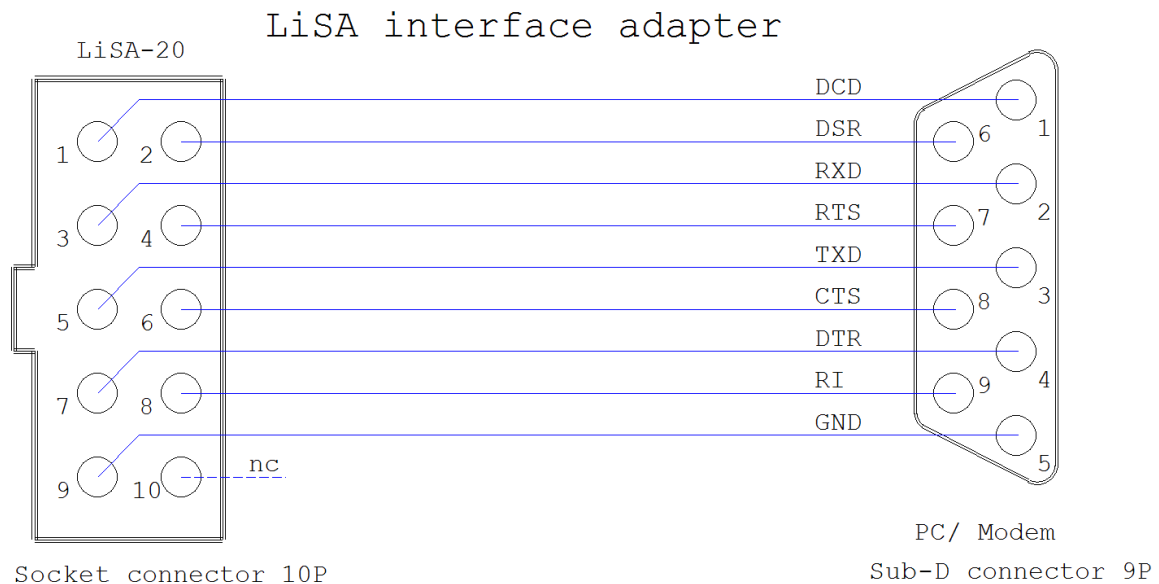 LiSA interface adapter
LiSA-20
DCD
1
DSR
1 2 6
RXD
2
RTS
3 4 7
TXD
3
CTS
5 6 8
DTR
4
RI
7 8 9
GND
5
nc
9 10
PC/ Modem
Socket connector 10P
Sub-D connector 9P